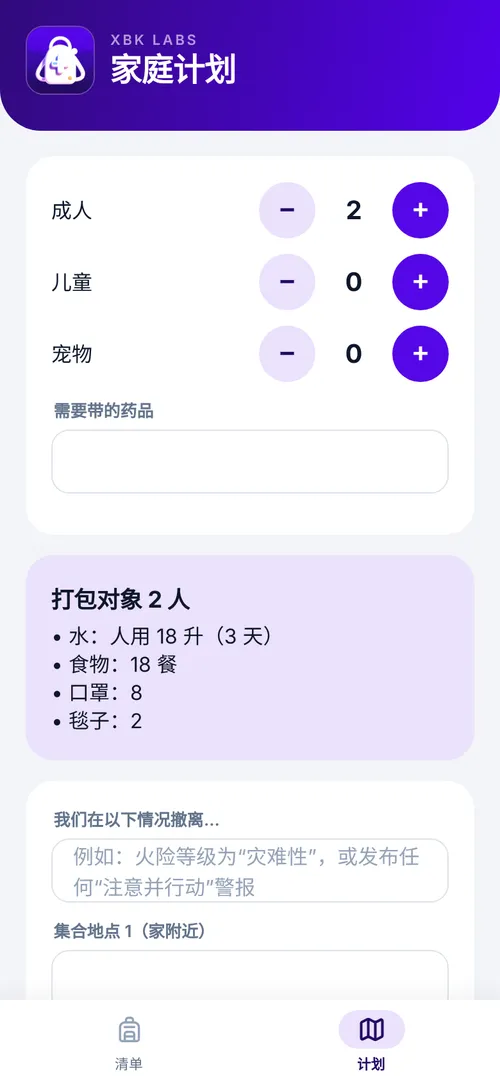 XBK LABS
家庭计划
成人 − 2 +
儿童 − 0 +
宠物 − 0 +
需要带的药品
打包对象 2 人
• 水：人用 18 升（3 天）
• 食物：18 餐
• 口罩：8
• 毯子：2
我们在以下情况撤离…
例如：火险等级为“灾难性”，或发布任
何“注意并行动”警报
集合地点 1（家附近）
清单
计划